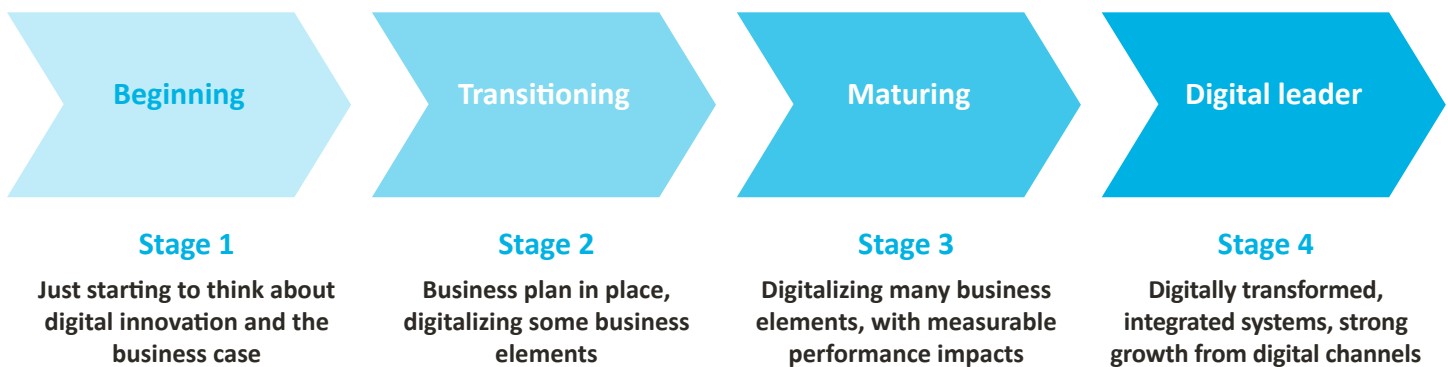 Beginning
Transitioning
Maturing
Digital leader
Stage 1
Just starting to think about
digital innovation and the
business case
Stage 2
Business plan in place,
digitalizing some business
elements
Stage 3
Digitalizing many business
elements, with measurable
performance impacts
Stage 4
Digitally transformed,
integrated systems, strong
growth from digital channels